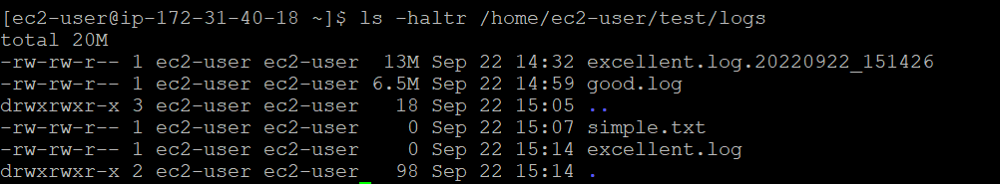 [ec2-user@ip-172-31-40-18 ~]$ ls -haltr /home/ec2-user/test/logs
total 20M
-rw-rw-r-- 1 ec2-user ec2-user  13M Sep 22 14:32 excellent.log.20220922_151426
-rw-rw-r-- 1 ec2-user ec2-user 6.5M Sep 22 14:59 good.log
drwxrwxr-x 3 ec2-user ec2-user   18 Sep 22 15:05 ..
-rw-rw-r-- 1 ec2-user ec2-user    0 Sep 22 15:07 simple.txt
-rw-rw-r-- 1 ec2-user ec2-user    0 Sep 22 15:14 excellent.log
drwxrwxr-x 2 ec2-user ec2-user   98 Sep 22 15:14 .